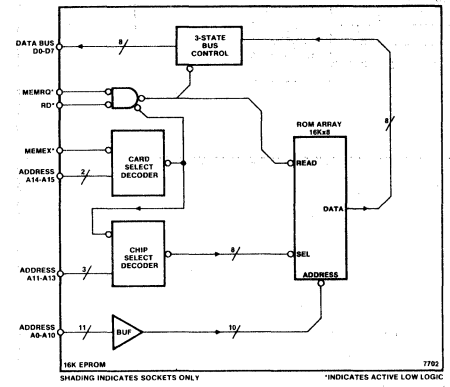 DATA BUS
D0-D7
8
3-STATE
BUS
CONTROL
MEMRQ*
RD*
ROM ARRAY
16Kx8
8
READ
MEMEX*
ADDRESS
A14-A15
2
CARD
SELECT
DECODER
DATA
CHIP
SELECT
DECODER
8
SEL
ADDRESS
A11-A13
3
ADDRESS
ADDRESS
A0-A10
11
BUF
10
16K EPROM
7702
SHADING INDICATES SOCKETS ONLY
*INDICATES ACTIVE LOW LOGIC